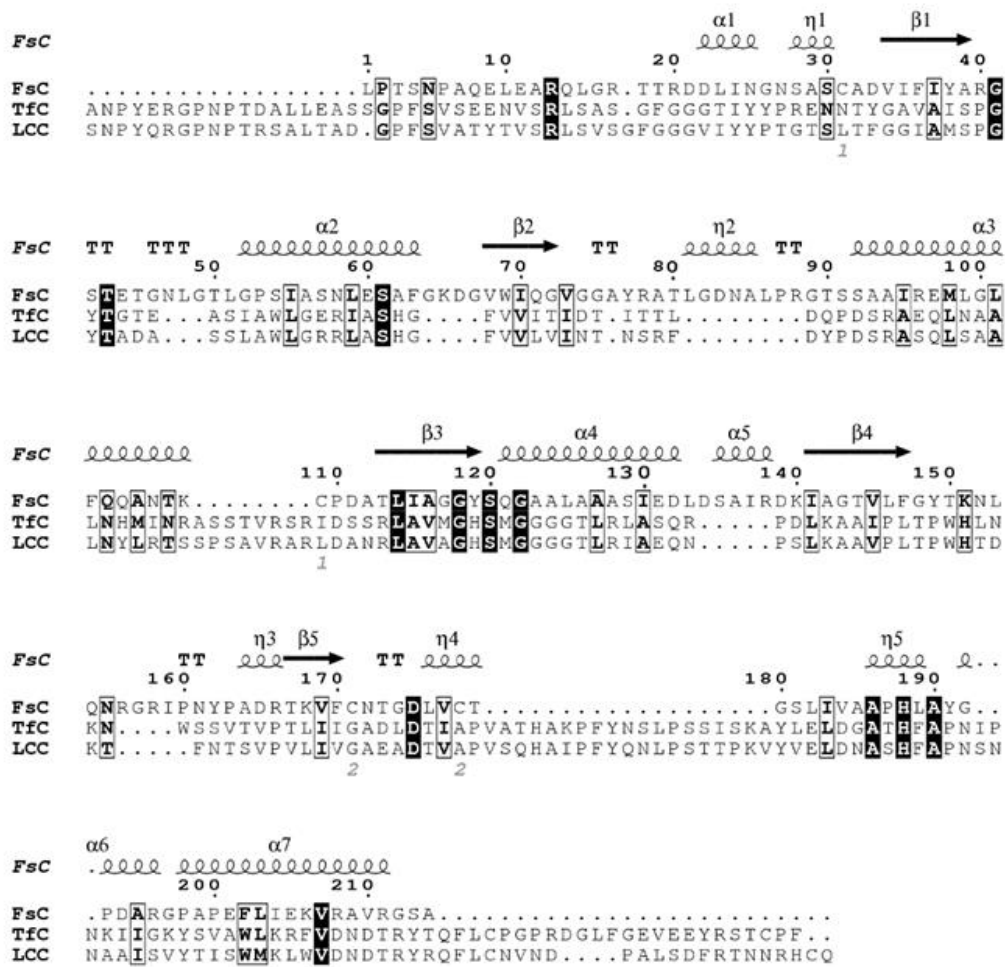 FsC α1 η1 β1
1 10 20 30 40
FsC ..................LPTSNPAQELEARQLGR.TTRDDLINGNSASCADVIFIYARG
TfC ANPYERGPNPTDALLEASSGPFSVSEENVSRLSAS.GFGGGTIYYPRENNTYGAVAISPG
LCC SNPYQRGPNPTRSALTAD.GPFSVATYTVSRLSVSGFGGGVIYYPTGTSLTFGGIAMSPG
1
FsC TT TTT α2 β2 TT η2 TT α3
50 60 70 80 90 100
FsC STETGNLGTLGPSIASNLESAFGKDGVWIQGVGGAYRATLGDNALPRGTSSAAIREMLGL
TfC YTGTE...ASIAWLGERIASHG....FVVITIDT.ITTL........DQPDSRAEQLNAA
LCC YTADA...SSLAWLGRRLASHG....FVVLVINT.NSRF........DYPDSRASQLSAA
FsC β3 α4 α5 β4
110 120 130 140 150
FsC FQQANTK........CPDATLIAGGYSQGAALAAASIEDLDSAIRDKIAGTVLFGYTKNL
TfC LNHMINRASSTVRSRIDSSRLAVMGHSMGGGGTLRLASQR.....PDLKAAIPLTPWHLN
LCC LNYLRTSSPSAVRARLDANRLAVAGHSMGGGGTLRIAEQN.....PSLKAAVPLTPWHTD
1
FsC TT η3 β5 TT η4 η5
160 170 180 190
FsC QNRGRIPNYPADRTKVFCNTGDLVCT...................GSLIVAAPHLAYG..
TfC KN....WSSVTVPTLIIGADLDTIAPVATHAKPFYNSLPSSISKAYLELDGATHFAPNIP
LCC KT.....FNTSVPVLIVGAEADTVAPVSQHAIPFYQNLPSTTPKVYVELDNASHFAPNSN
2 2
α6 α7
FsC
200 210
FsC .PDARGPAPEFLIEKVRAVRGSA..........................
TfC NKIIGKYSVAWLKRFVDNDTRYTQFLCPGPRDGLFGEVEEYRSTCPF..
LCC NAAISVYTISWMKLWVDNDTRYRQFLCNVND....PALSDFRTNNRHCQ